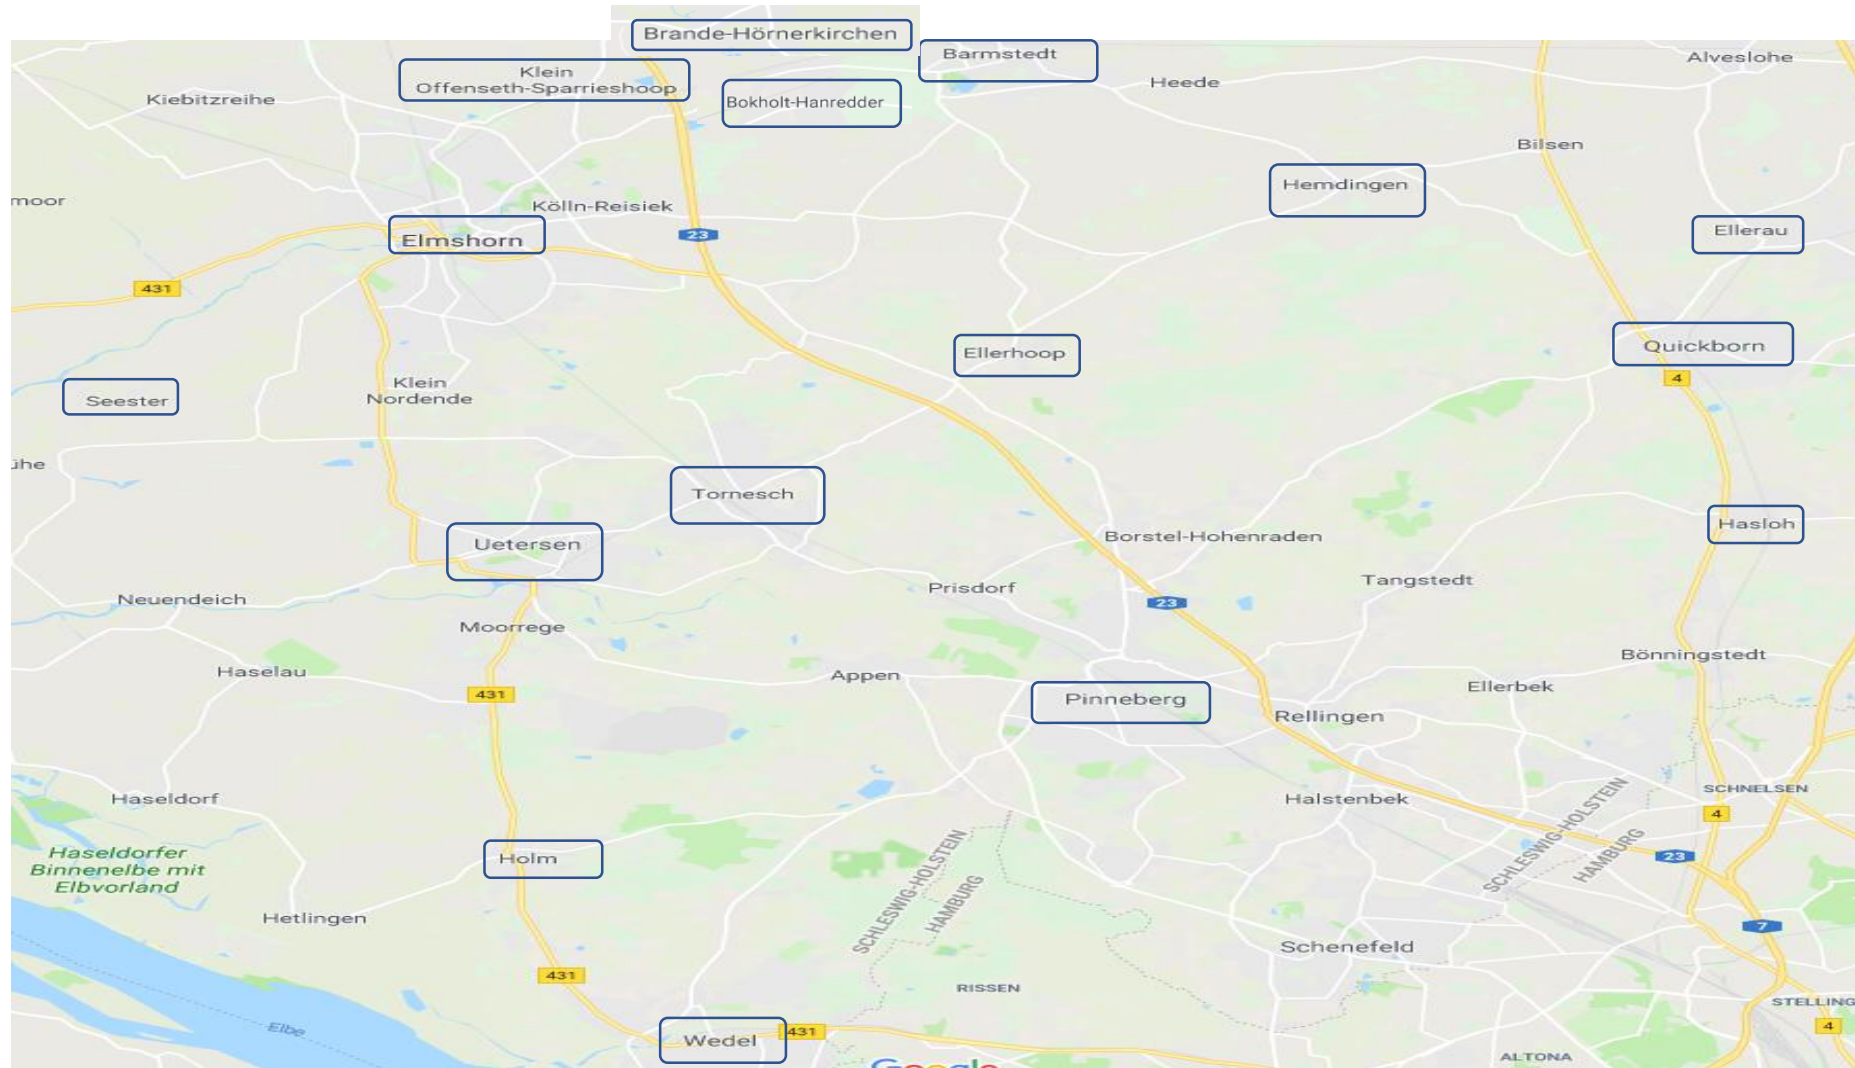 Brande-Hörnerkirchen
Barmstedt
Alveslohe
Klein
Offenseth-Sparrieshoop
Heede
Kiebitzreihe
Bokholt-Hanredder
Bilsen
Hemdingen
moor
Kölln-Reisiek
Elmshorn
23
Ellerau
431
Quickborn
Ellerhoop
4
Klein
Nordende
Seester
ühe
Tornesch
Hasloh
Uetersen
Borstel-Hohenraden
Tangstedt
Prisdorf
23
Neuendeich
Moorrege
Bönningstedt
Haselau
Appen
Ellerbek
431
Pinneberg
Rellingen
Haseldorf
Halstenbek
SCHNELSEN
4
SCHLESWIG-HOLSTEIN
HAMBURG
Haseldorfer
Binnenelbe mit
Elbvorland
Holm
23
SCHLESWIG-HOLSTEIN
HAMBURG
Hetlingen
7
Schenefeld
431
RISSEN
STELLING
Elbe
431
4
Wedel
ALTONA
Google